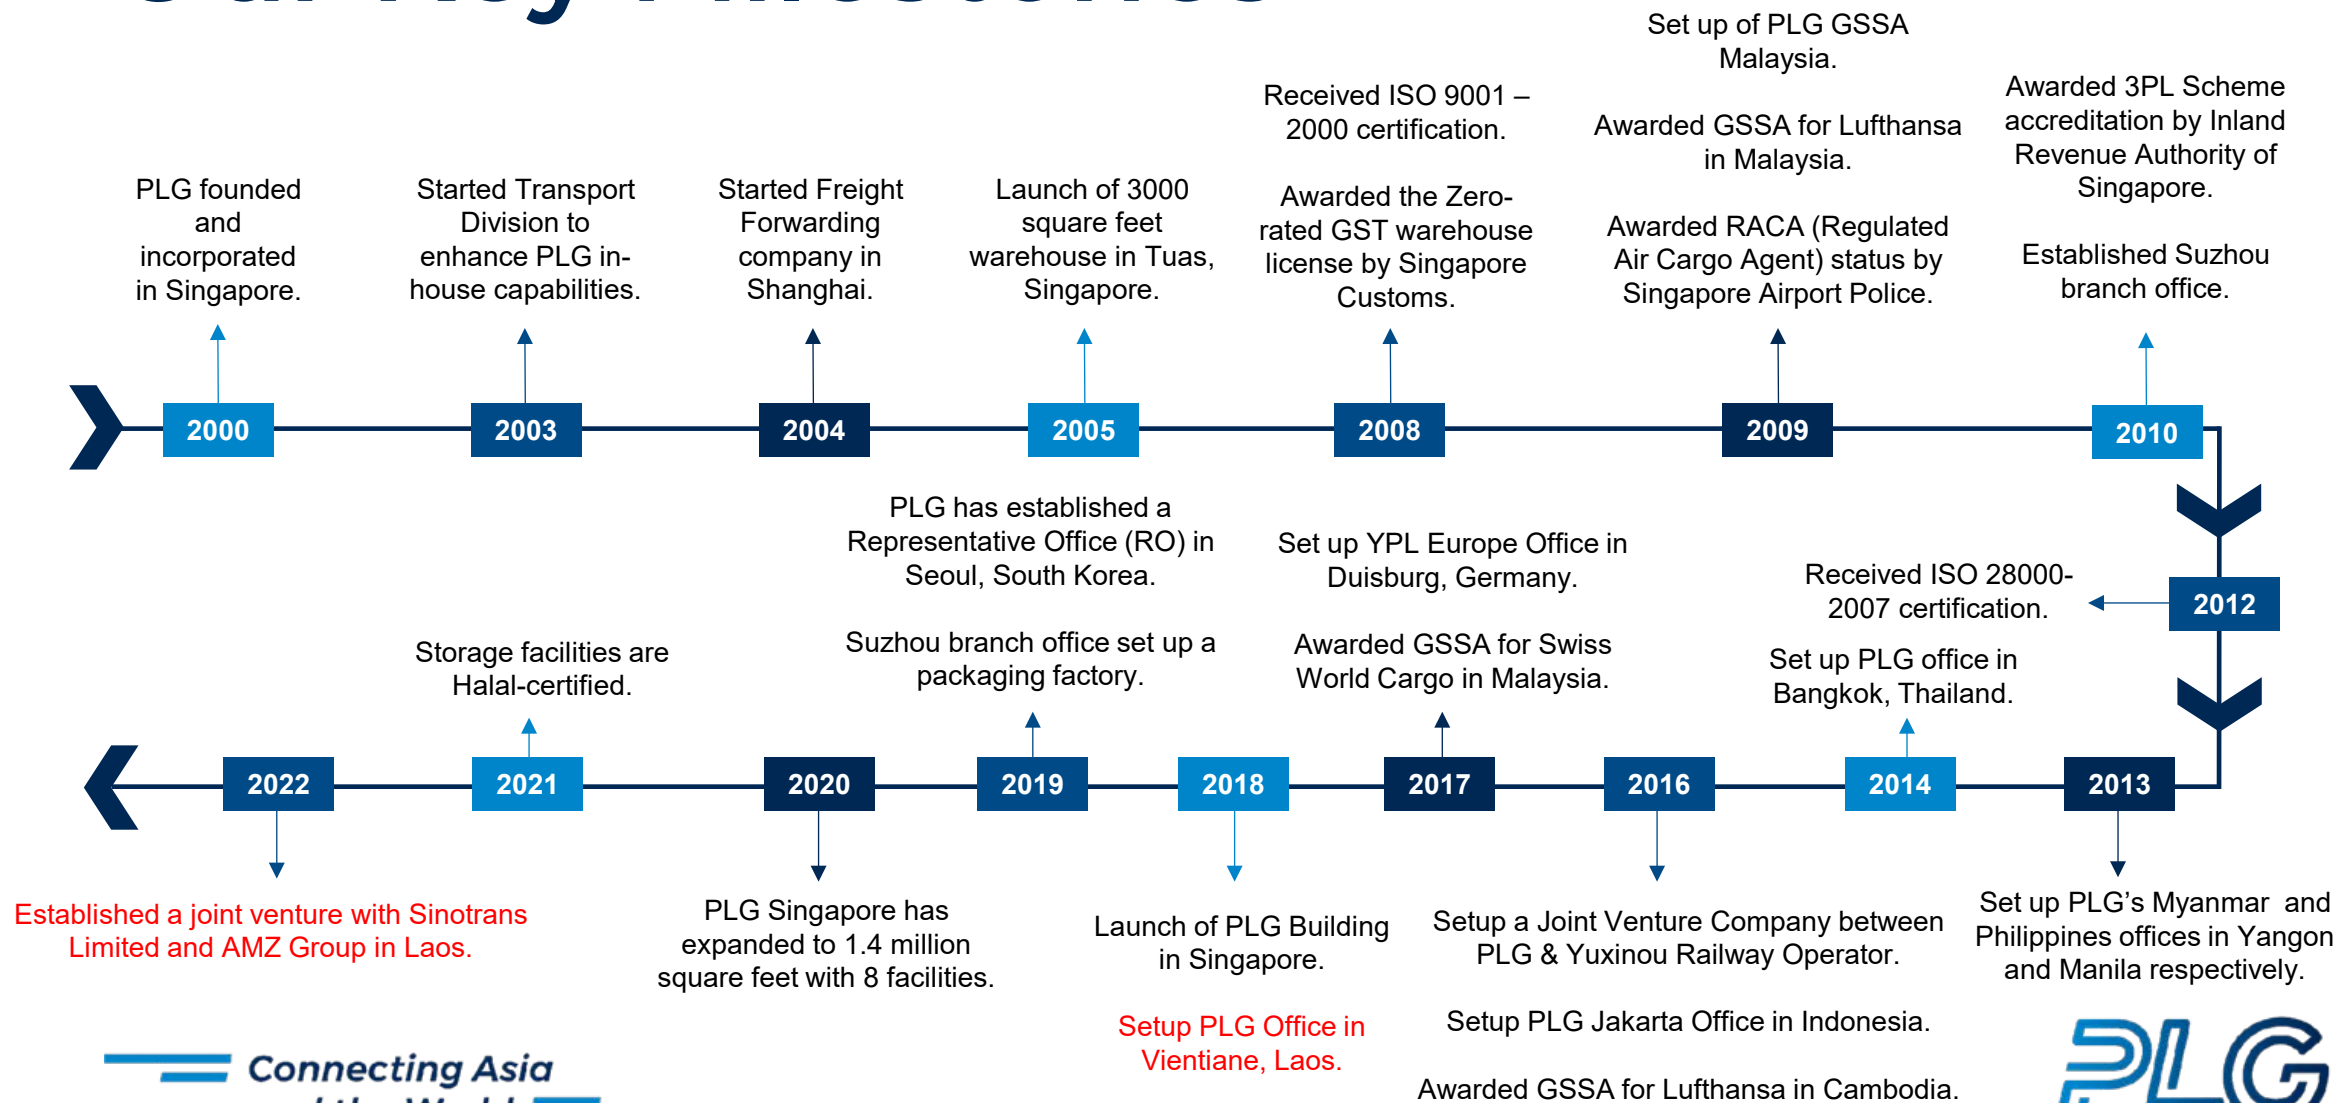 Our Key Milestones
PLG founded
and
incorporated
in Singapore.
Started Transport
Division to
enhance PLG in-
house capabilities.
Started Freight
Forwarding
company in
Shanghai.
Launch of 3000
square feet
warehouse in Tuas,
Singapore.
Received ISO 9001 –
2000 certification.
Awarded the Zero-
rated GST warehouse
license by Singapore
Customs.
Set up of PLG GSSA
Malaysia.
Awarded GSSA for Lufthansa
in Malaysia.
Awarded RACA (Regulated
Air Cargo Agent) status by
Singapore Airport Police.
Awarded 3PL Scheme
accreditation by Inland
Revenue Authority of
Singapore.
Established Suzhou
branch office.
2000
2003
2004
2005
2008
2009
2010
Received ISO 28000-
2007 certification.
2012
Storage facilities are
Halal-certified.
PLG has established a
Representative Office (RO) in
Seoul, South Korea.
Suzhou branch office set up a
packaging factory.
Set up YPL Europe Office in
Duisburg, Germany.
Awarded GSSA for Swiss
World Cargo in Malaysia.
Set up PLG office in
Bangkok, Thailand.
2022
2021
2020
2019
2018
2017
2016
2014
2013
Established a joint venture with Sinotrans
Limited and AMZ Group in Laos.
PLG Singapore has
expanded to 1.4 million
square feet with 8 facilities.
Launch of PLG Building
in Singapore.
Setup PLG Office in
Vientiane, Laos.
Setup a Joint Venture Company between
PLG & Yuxinou Railway Operator.
Setup PLG Jakarta Office in Indonesia.
Awarded GSSA for Lufthansa in Cambodia.
Set up PLG’s Myanmar  and
Philippines offices in Yangon
and Manila respectively.
Connecting Asia
and the World
PLG